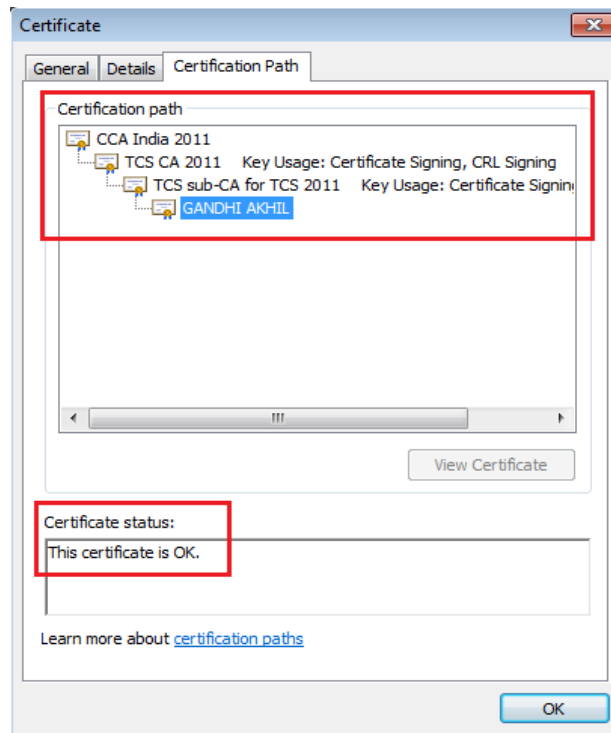 Certificate
General Details Certification Path
Certification path
CCA India 2011
TCS CA 2011 Key Usage: Certificate Signing, CRL Signing
TCS sub-CA for TCS 2011 Key Usage: Certificate Signing
GANDHI AKHIL
View Certificate
Certificate status:
This certificate is OK.
Learn more about certification paths
OK